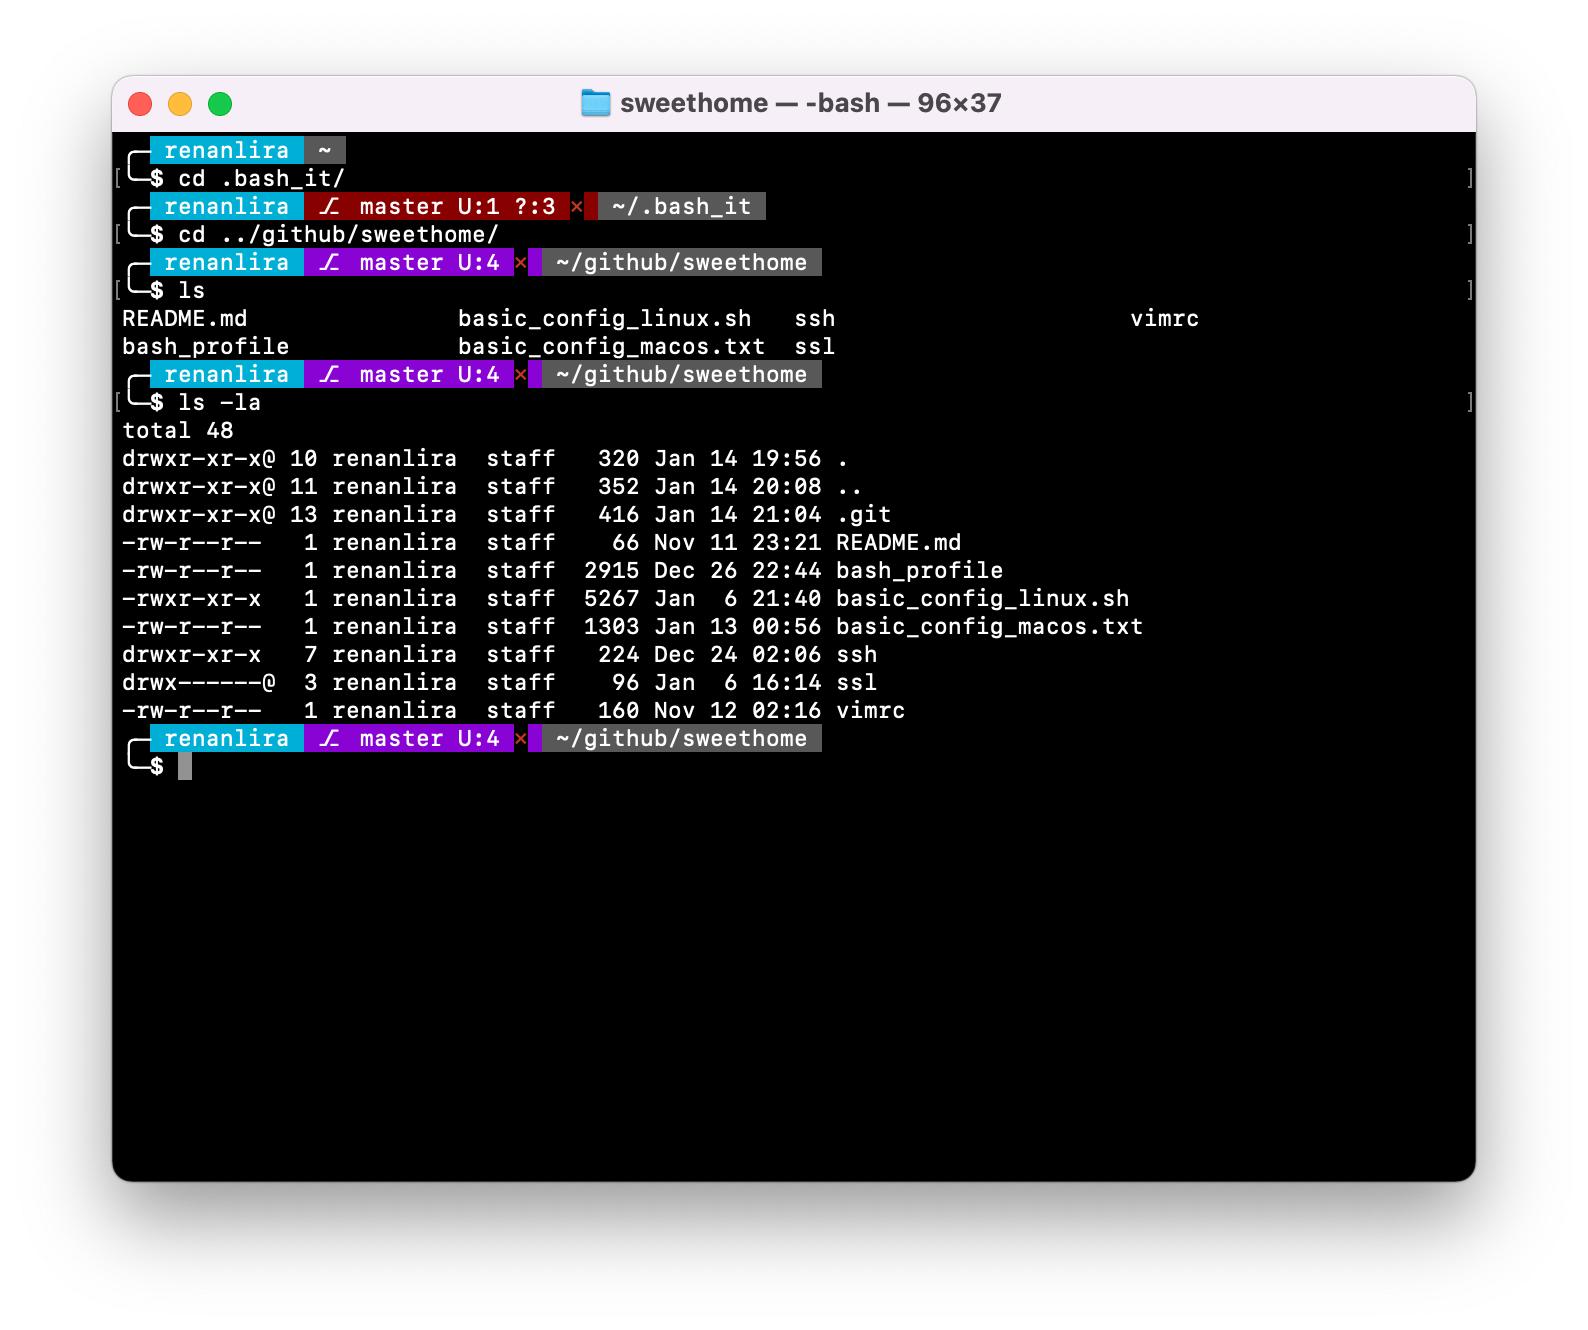 sweethome — -bash — 96×37
renanlira ~
$ cd .bash_it/
renanlira ⎇ master U:1 ?:3 × ~/.bash_it
$ cd ../github/sweethome/
renanlira ⎇ master U:4 × ~/github/sweethome
$ ls
README.md basic_config_linux.sh ssh vimrc
bash_profile basic_config_macos.txt ssl
renanlira ⎇ master U:4 × ~/github/sweethome
$ ls -la
total 48
drwxr-xr-x@ 10 renanlira staff 320 Jan 14 19:56 .
drwxr-xr-x@ 11 renanlira staff 352 Jan 14 20:08 ..
drwxr-xr-x@ 13 renanlira staff 416 Jan 14 21:04 .git
-rw-r--r-- 1 renanlira staff 66 Nov 11 23:21 README.md
-rw-r--r-- 1 renanlira staff 2915 Dec 26 22:44 bash_profile
-rwxr-xr-x 1 renanlira staff 5267 Jan 6 21:40 basic_config_linux.sh
-rw-r--r-- 1 renanlira staff 1303 Jan 13 00:56 basic_config_macos.txt
drwxr-xr-x 7 renanlira staff 224 Dec 24 02:06 ssh
drwx------@ 3 renanlira staff 96 Jan 6 16:14 ssl
-rw-r--r-- 1 renanlira staff 160 Nov 12 02:16 vimrc
renanlira ⎇ master U:4 × ~/github/sweethome
$